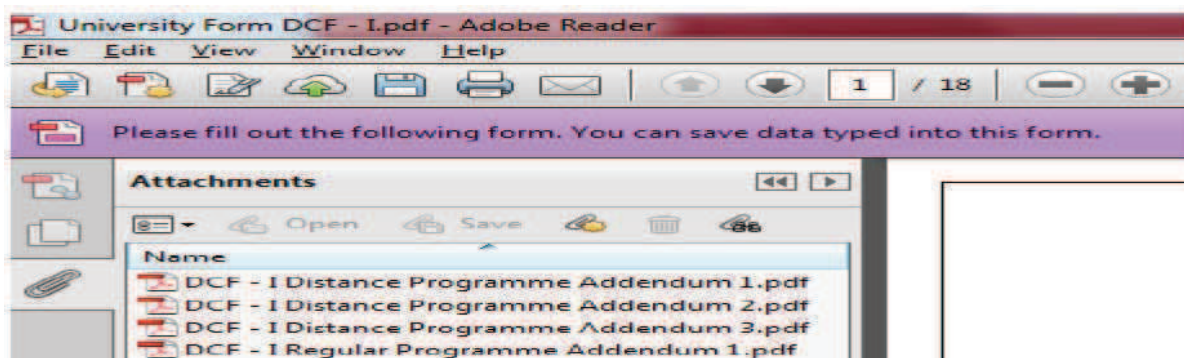 University Form DCF - I.pdf - Adobe Reader
File Edit View Window Help
1 / 18
Please fill out the following form. You can save data typed into this form.
Attachments
Open Save
Name
DCF - I Distance Programme Addendum 1.pdf
DCF - I Distance Programme Addendum 2.pdf
DCF - I Distance Programme Addendum 3.pdf
DCF - I Regular Programme Addendum 1.pdf